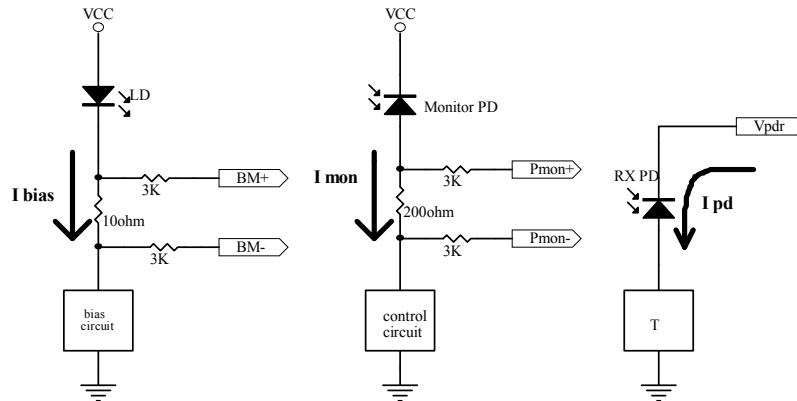 VCC
LD
I bias
3K
BM+
10ohm
3K
BM-
bias
circuit
VCC
Monitor PD
I mon
3K
Pmon+
200ohm
3K
Pmon-
control
circuit
Vpdr
RX PD
I pd
T